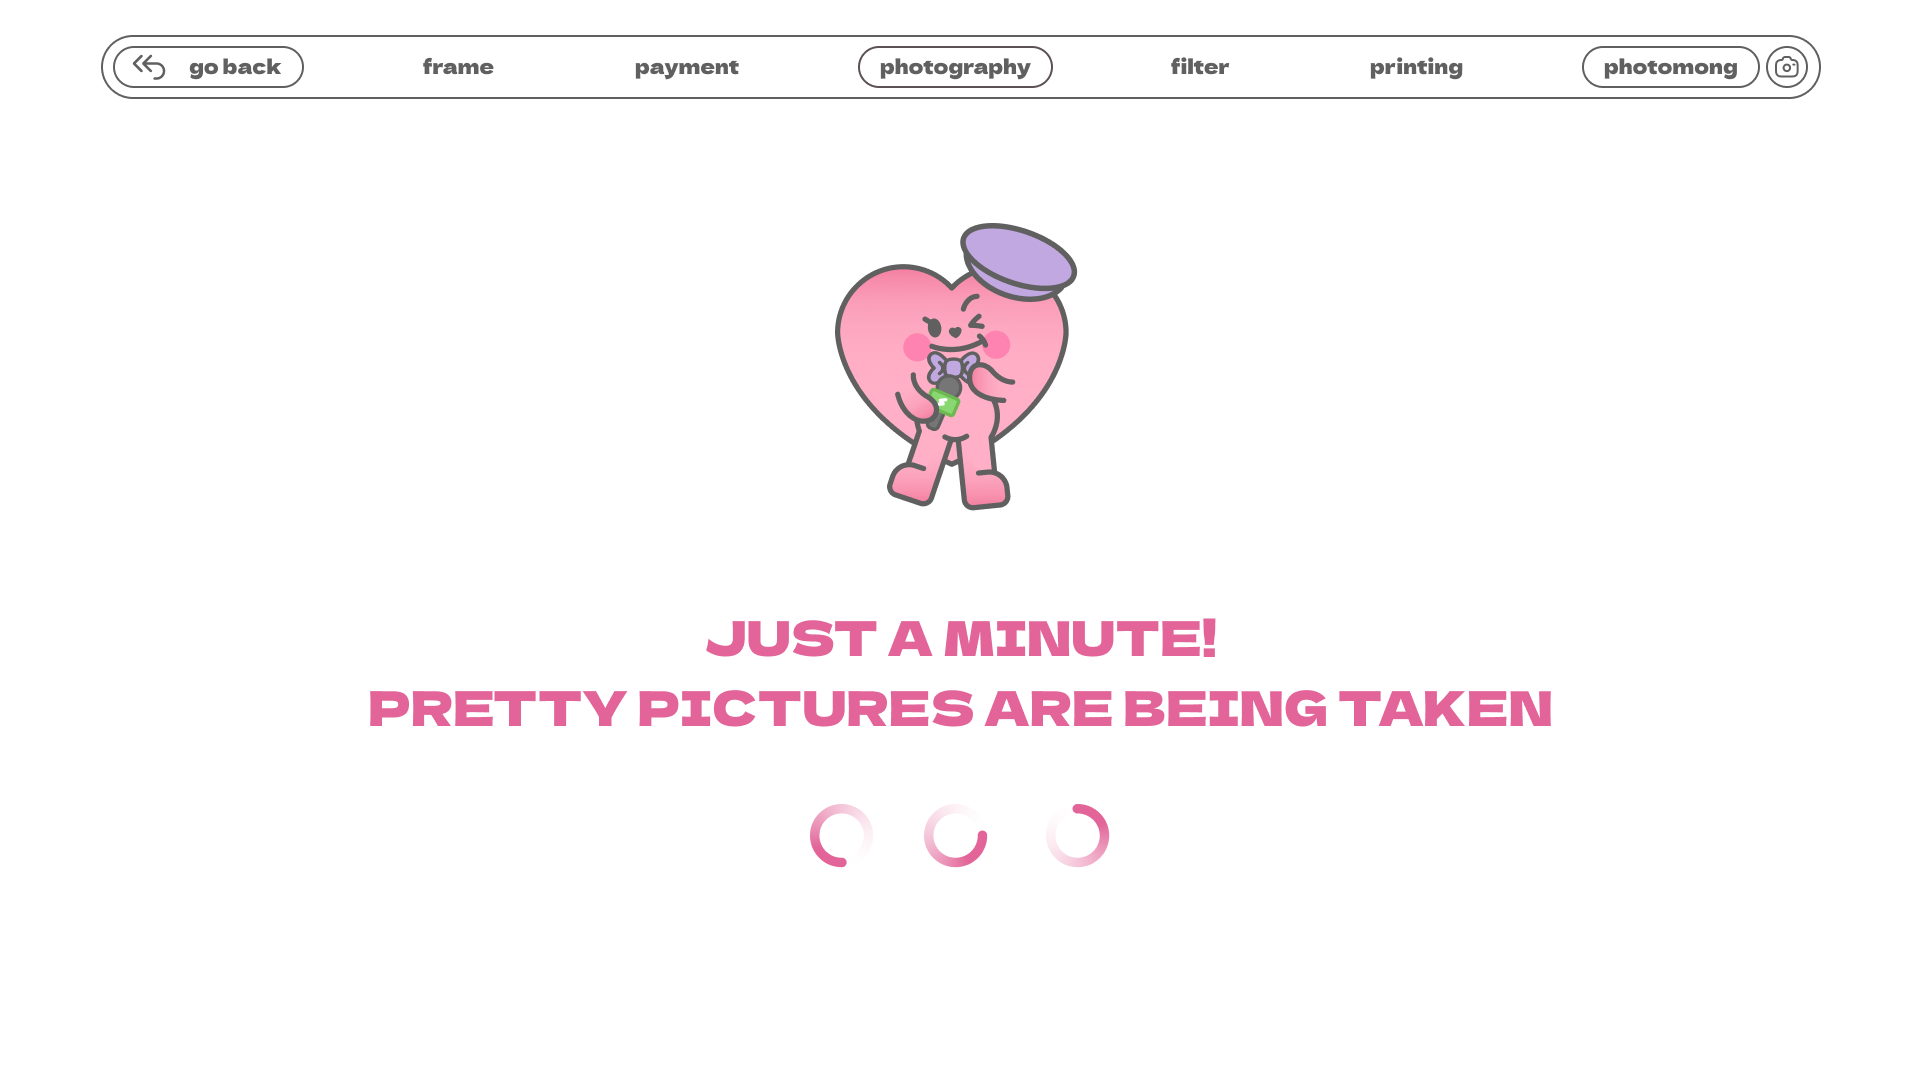 go back
frame
payment
photography
filter
printing
photomong
JUST A MINUTE!
PRETTY PICTURES ARE BEING TAKEN